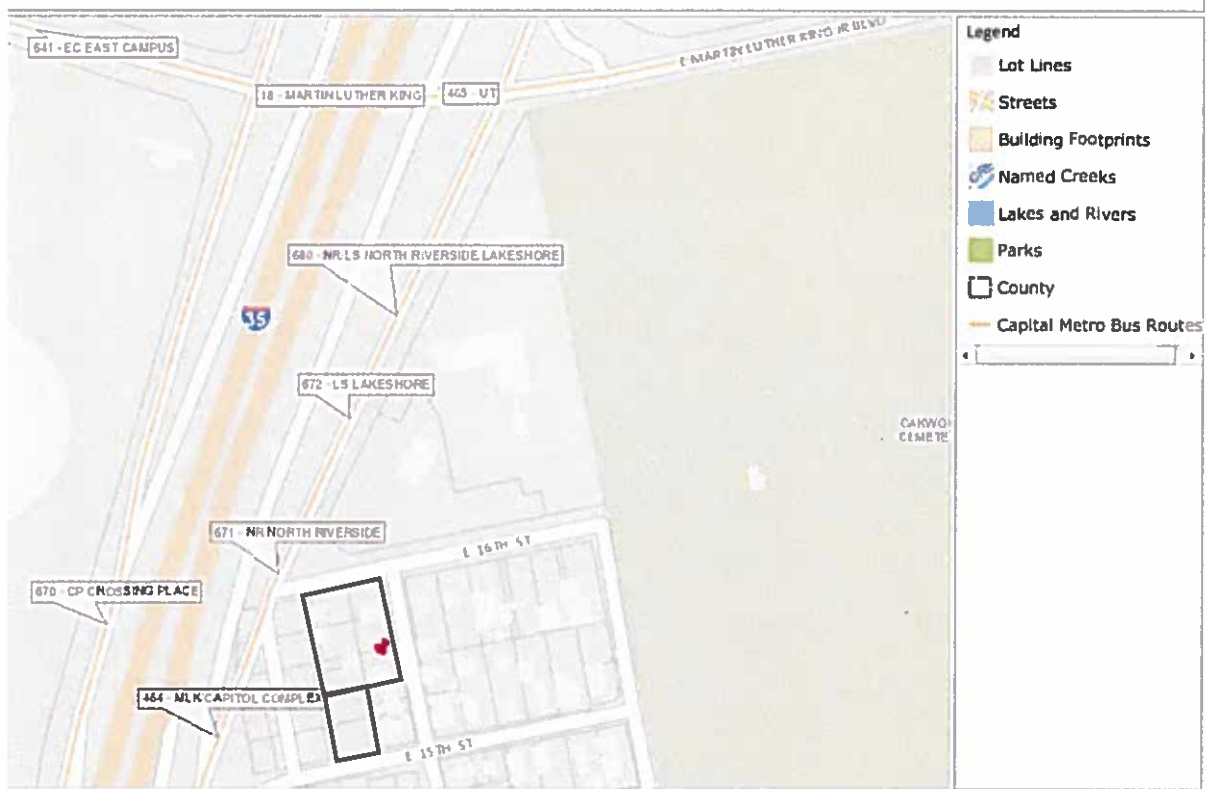 641 - EC EAST CAMPUS
18 - MARTIN LUTHER KING
465 - UT
E MARTIN LUTHER KING JR BLVD
680 - NR/LS NORTH RIVERSIDE LAKESHORE
35
672 - LS LAKESHORE
671 - NR NORTH RIVERSIDE
E 16TH ST
670 - CP CROSSING PLACE
464 - MLK/CAPITOL COMPLEX
E 15TH ST
Legend
Lot Lines
Streets
Building Footprints
Named Creeks
Lakes and Rivers
Parks
County
Capital Metro Bus Routes